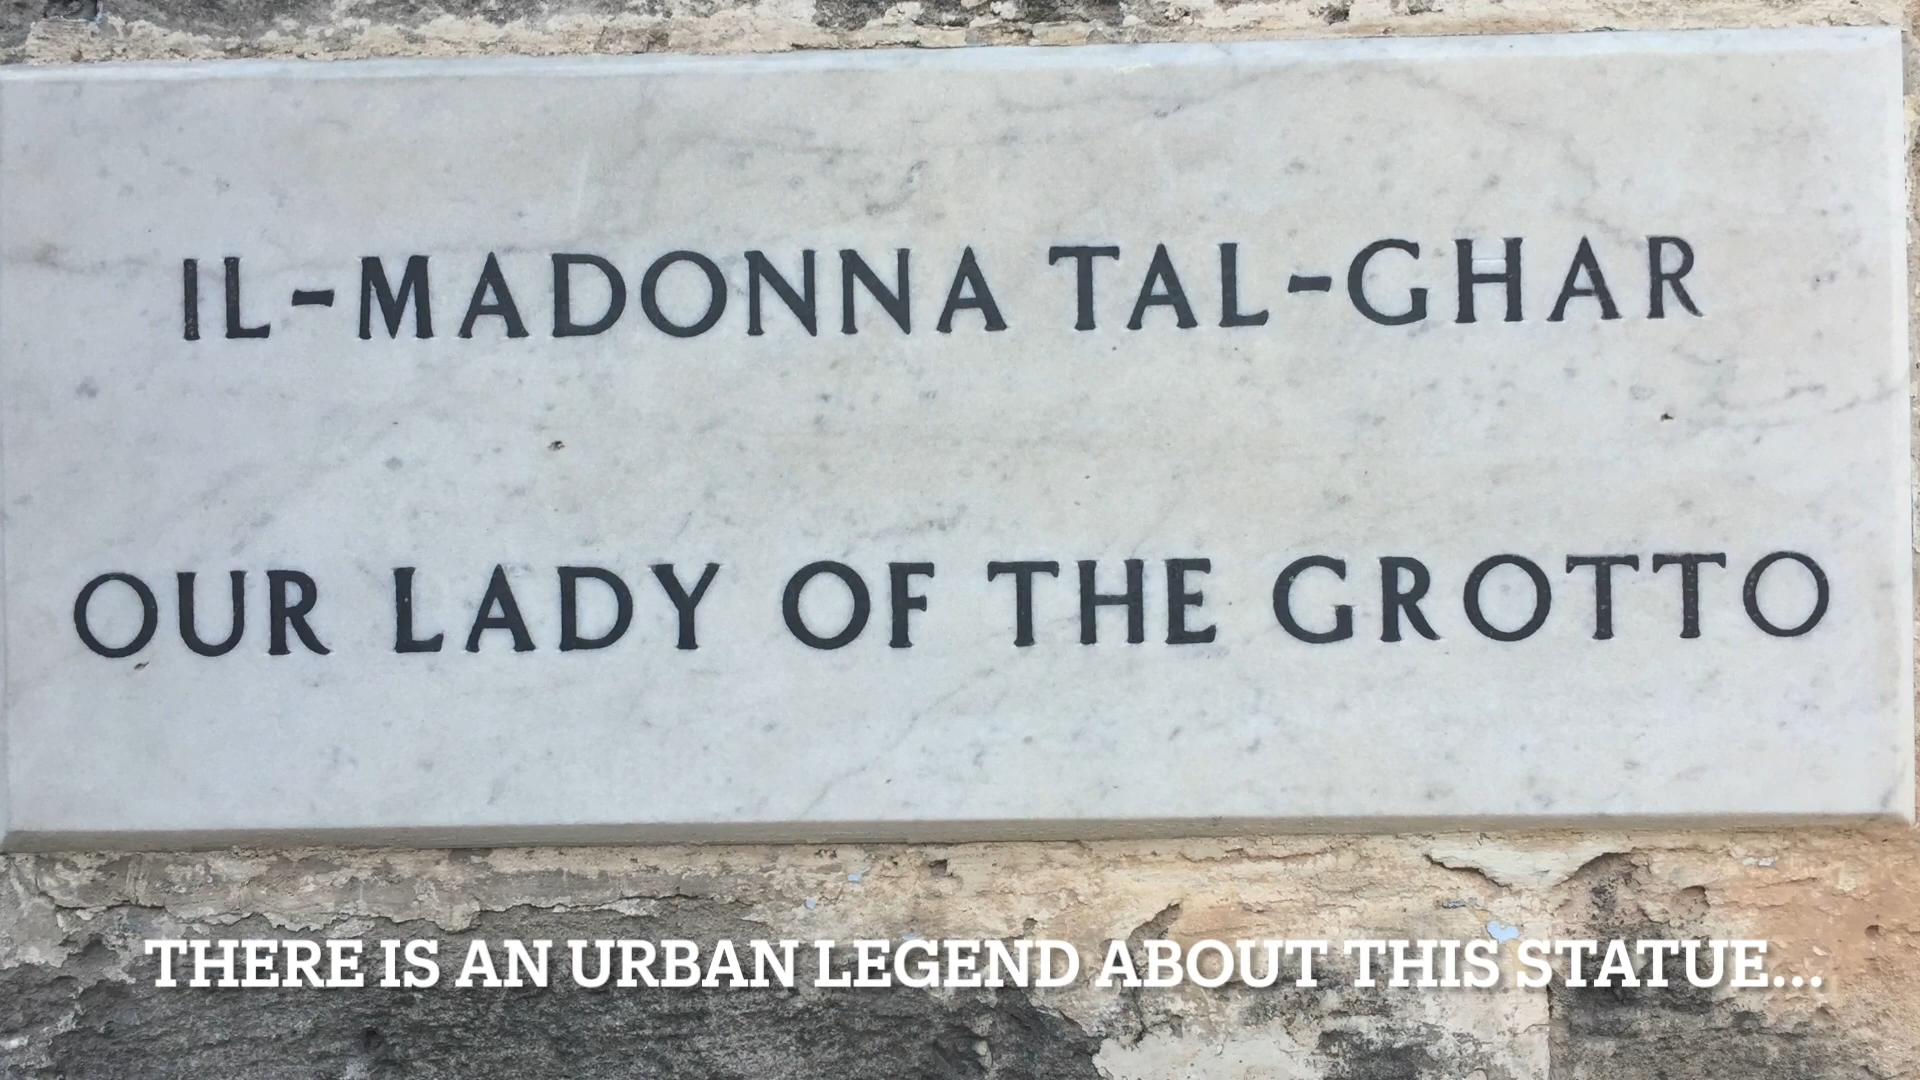 IL-MADONNA TAL-GHAR
OUR LADY OF THE GROTTO
THERE IS AN URBAN LEGEND ABOUT THIS STATUE...